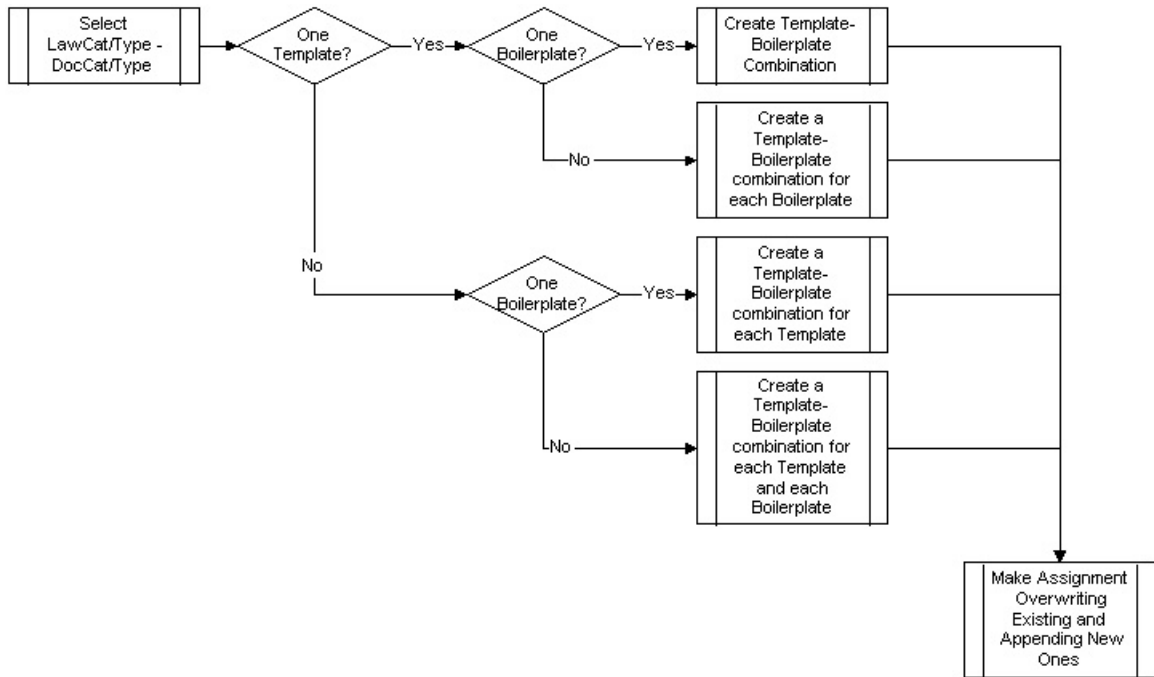 Select
LawCat/Type -
DocCat/Type
One
Template?
Yes
One
Boilerplate?
Yes
Create Template-
Boilerplate
Combination
No
Create a
Template-
Boilerplate
combination for
each Boilerplate
No
One
Boilerplate?
Yes
Create a
Template-
Boilerplate
combination for
each Template
No
Create a
Template-
Boilerplate
combination for
each Template
and each
Boilerplate
Make Assignment
Overwriting
Existing and
Appending New
Ones